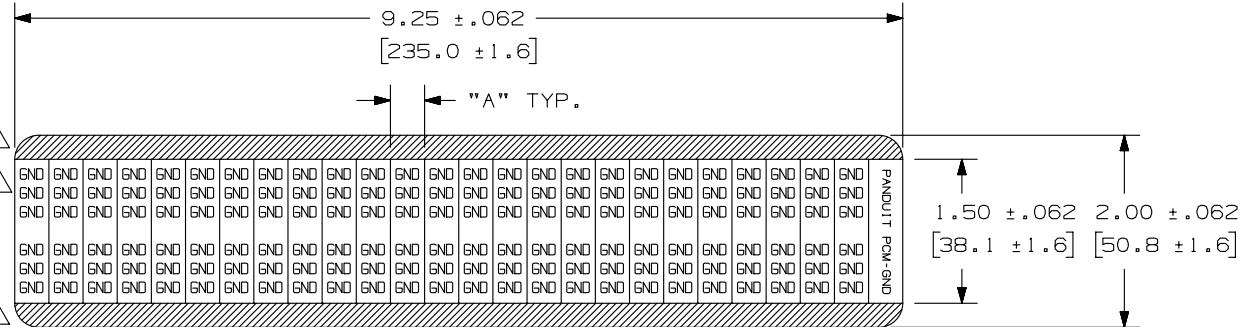 9.25 ±.062
[235.0 ±1.6]
"A" TYP.
GND GND GND GND GND GND GND GND GND GND GND GND GND GND GND GND GND GND GND GND GND GND GND GND GND
GND GND GND GND GND GND GND GND GND GND GND GND GND GND GND GND GND GND GND GND GND GND GND GND GND
GND GND GND GND GND GND GND GND GND GND GND GND GND GND GND GND GND GND GND GND GND GND GND GND GND
GND GND GND GND GND GND GND GND GND GND GND GND GND GND GND GND GND GND GND GND GND GND GND GND GND
GND GND GND GND GND GND GND GND GND GND GND GND GND GND GND GND GND GND GND GND GND GND GND GND GND
GND GND GND GND GND GND GND GND GND GND GND GND GND GND GND GND GND GND GND GND GND GND GND GND GND
PANDUIT PCM-GND
1.50 ±.062
[38.1 ±1.6]
2.00 ±.062
[50.8 ±1.6]